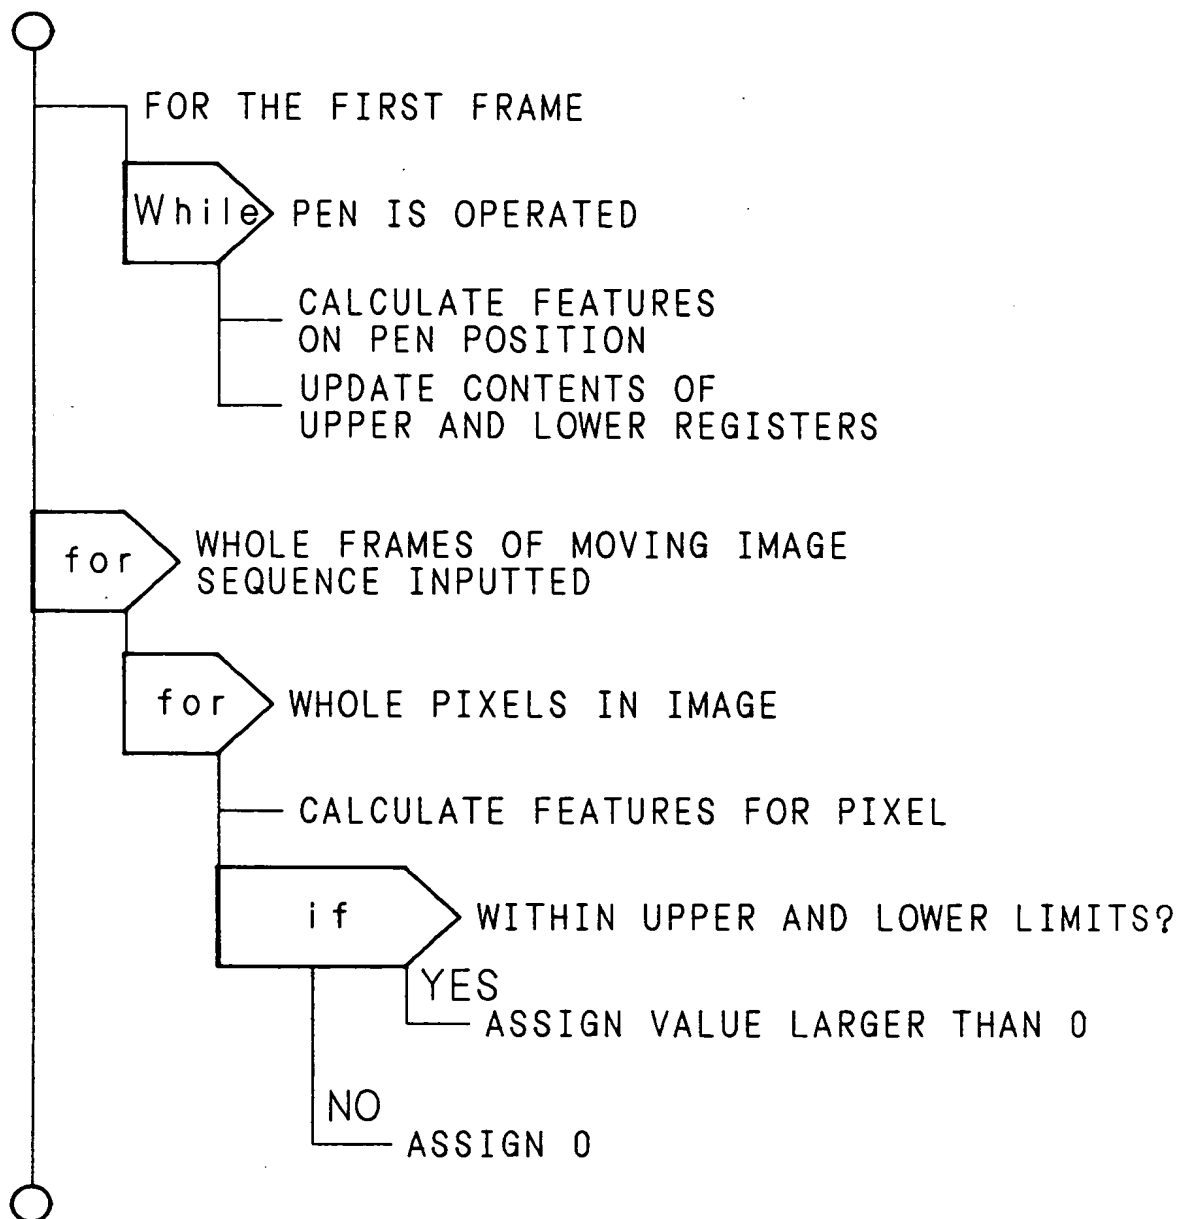 FOR THE FIRST FRAME
While PEN IS OPERATED
CALCULATE FEATURES
ON PEN POSITION
UPDATE CONTENTS OF
UPPER AND LOWER REGISTERS
for WHOLE FRAMES OF MOVING IMAGE
SEQUENCE INPUTTED
for WHOLE PIXELS IN IMAGE
CALCULATE FEATURES FOR PIXEL
if WITHIN UPPER AND LOWER LIMITS?
YES
ASSIGN VALUE LARGER THAN 0
NO
ASSIGN 0